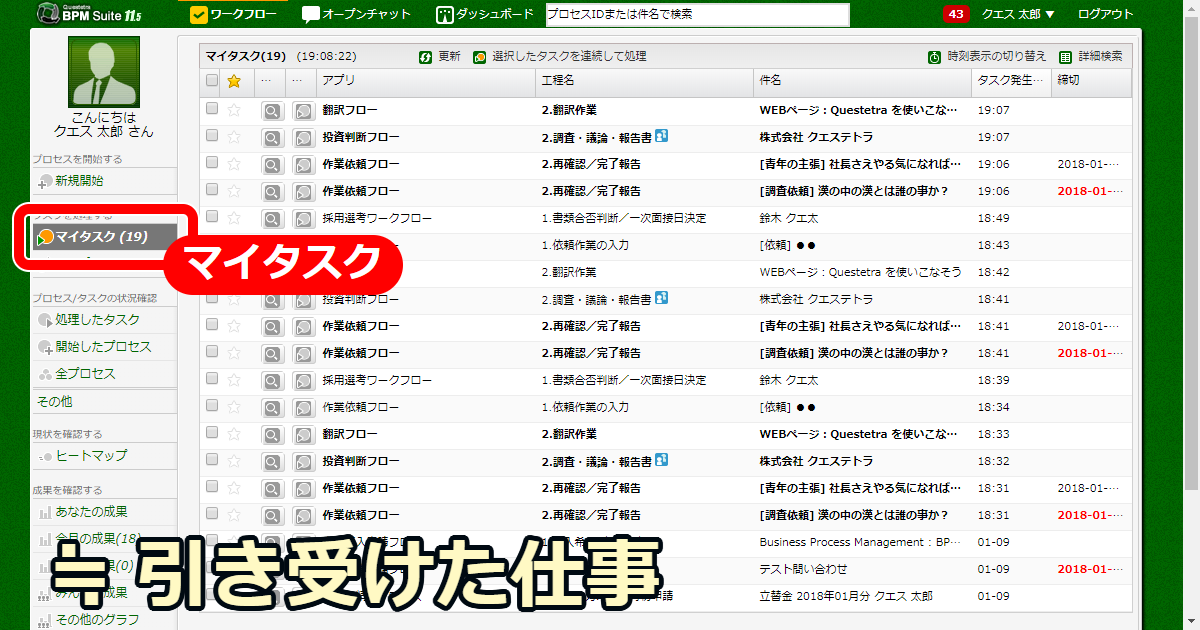 Questetra BPM Suite 11.5
ワークフロー オープンチャット ダッシュボード プロセスIDまたは件名で検索 43 クエス 太郎 ▼ ログアウト
こんにちは
クエス 太郎 さん
プロセスを開始する
新規開始
タスクを処理する
マイタスク (19)
マイタスク
プロセス/タスクの状況確認
処理したタスク
開始したプロセス
全プロセス
その他
現状を確認する
ヒートマップ
成果を確認する
あなたの成果
今月の成果(18)
果(0)
成果
その他のグラフ
マイタスク(19) (19:08:22) 更新 選択したタスクを連続して処理 時刻表示の切り替え 詳細検索
… … アプリ 工程名 件名 タスク発生… 締切
翻訳フロー 2.翻訳作業 WEBページ : Questetra を使いこな… 19:07
投資判断フロー 2.調査・議論・報告書 株式会社 クエステトラ 19:07
作業依頼フロー 2.再確認／完了報告 [青年の主張] 社長さえやる気になれば… 19:06 2018-01-…
作業依頼フロー 2.再確認／完了報告 [調査依頼] 漢の中の漢とは誰の事か？ 19:06 2018-01-…
採用選考ワークフロー 1.書類合否判断／一次面接日決定 鈴木 クエ太 18:49
ー 1.依頼作業の入力 [依頼] ●● 18:43
2.翻訳作業 WEBページ : Questetra を使いこなそう 18:42
投資判断フロー 2.調査・議論・報告書 株式会社 クエステトラ 18:41
作業依頼フロー 2.再確認／完了報告 [青年の主張] 社長さえやる気になれば… 18:41 2018-01-…
作業依頼フロー 2.再確認／完了報告 [調査依頼] 漢の中の漢とは誰の事か？ 18:41 2018-01-…
採用選考ワークフロー 1.書類合否判断／一次面接日決定 鈴木 クエ太 18:39
作業依頼フロー 1.依頼作業の入力 [依頼] ●● 18:34
翻訳フロー 2.翻訳作業 WEBページ : Questetra を使いこな… 18:33
投資判断フロー 2.調査・議論・報告書 株式会社 クエステトラ 18:32
作業依頼フロー 2.再確認／完了報告 [青年の主張] 社長さえやる気になれば… 18:31 2018-01-…
作業依頼フロー 2.再確認／完了報告 [調査依頼] 漢の中の漢とは誰の事か？ 18:31 2018-01-…
Business Process Management : BP… 01-09
テスト問い合わせ 01-09 2018-01-…
申請 立替金 2018年01月分 クエス 太郎 01-09
≒ 引き受けた仕事